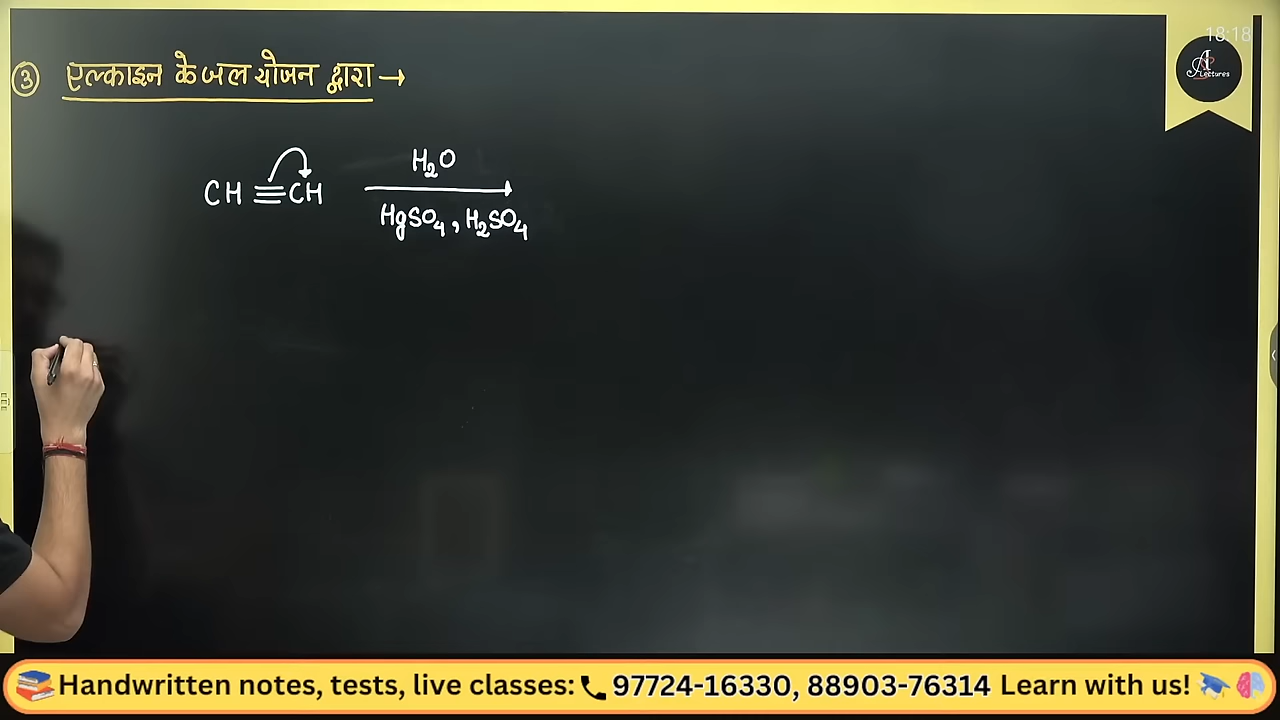 18:18
A
Lectures
③ एल्काइन के जल योजन द्वारा →
CH ≡ CH
H₂O
HgSO₄, H₂SO₄
Handwritten notes, tests, live classes: 97724-16330, 88903-76314 Learn with us!